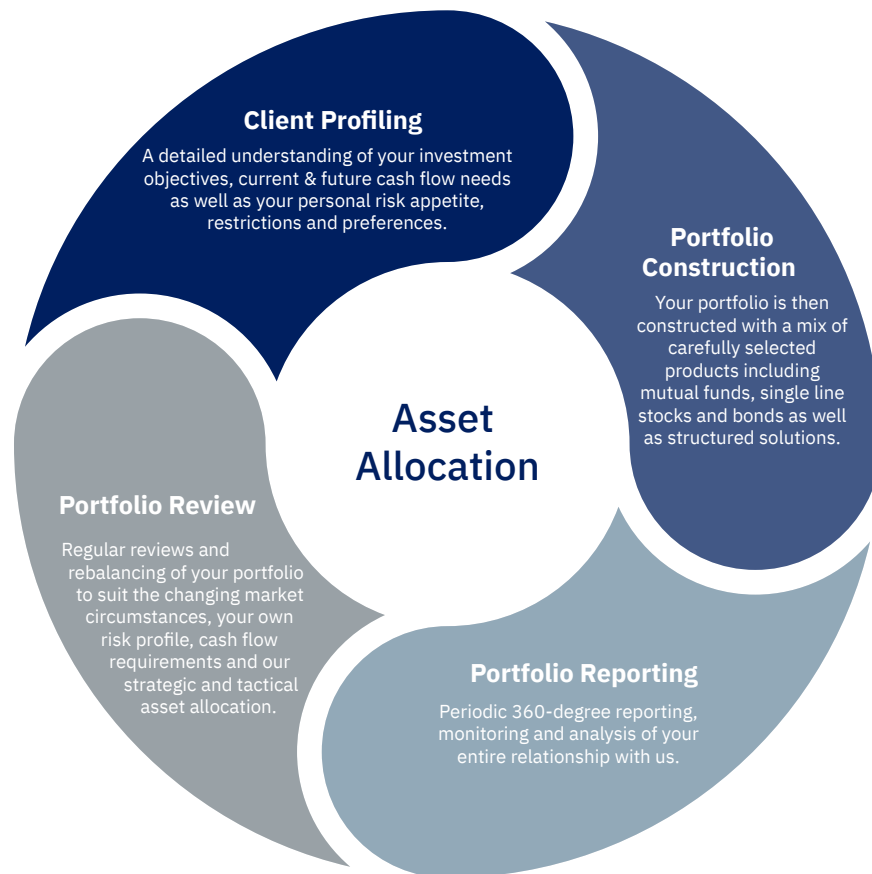 Client Profiling
A detailed understanding of your investment
objectives, current & future cash flow needs
as well as your personal risk appetite,
restrictions and preferences.
Portfolio
Construction
Your portfolio is then
constructed with a mix of
carefully selected
products including
mutual funds, single line
stocks and bonds as well
as structured solutions.
Asset
Allocation
Portfolio Reporting
Periodic 360-degree reporting,
monitoring and analysis of your
entire relationship with us.
Portfolio Review
Regular reviews and
rebalancing of your portfolio
to suit the changing market
circumstances, your own
risk profile, cash flow
requirements and our
strategic and tactical
asset allocation.